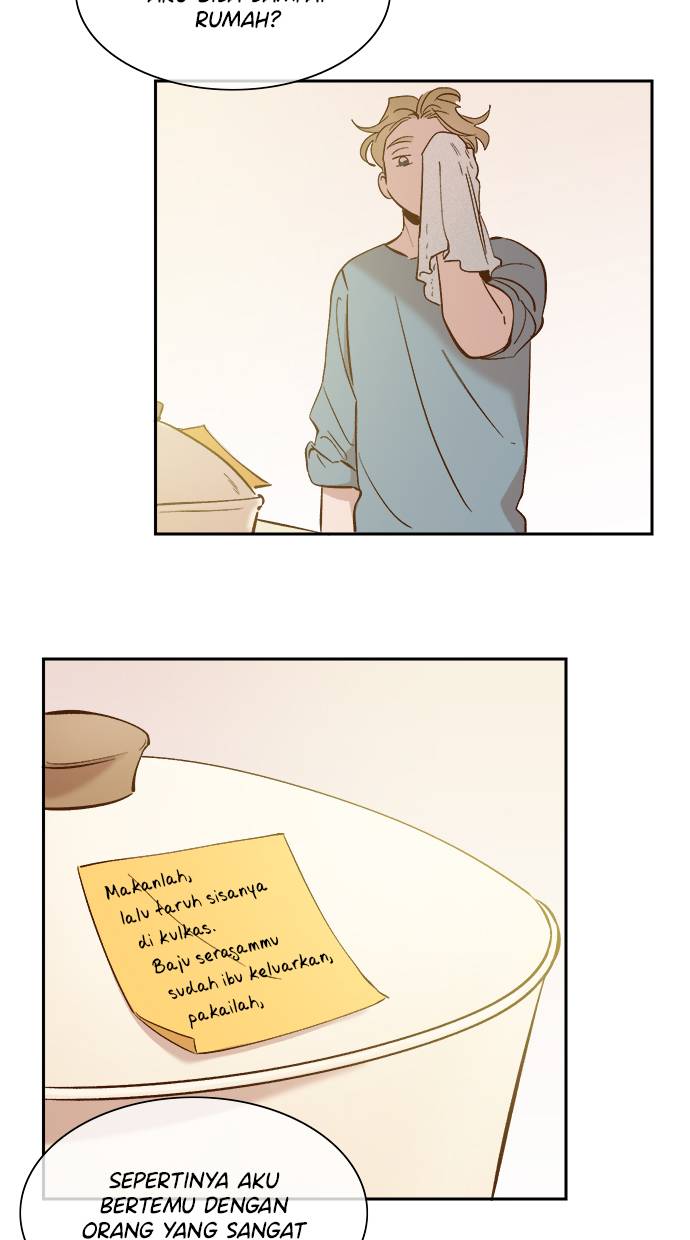 RUMAH?
Makanlah,
lalu taruh sisanya
di kulkas.
Baju seragammu
sudah ibu keluarkan,
pakailah,
SEPERTINYA AKU
BERTEMU DENGAN
ORANG YANG SANGAT